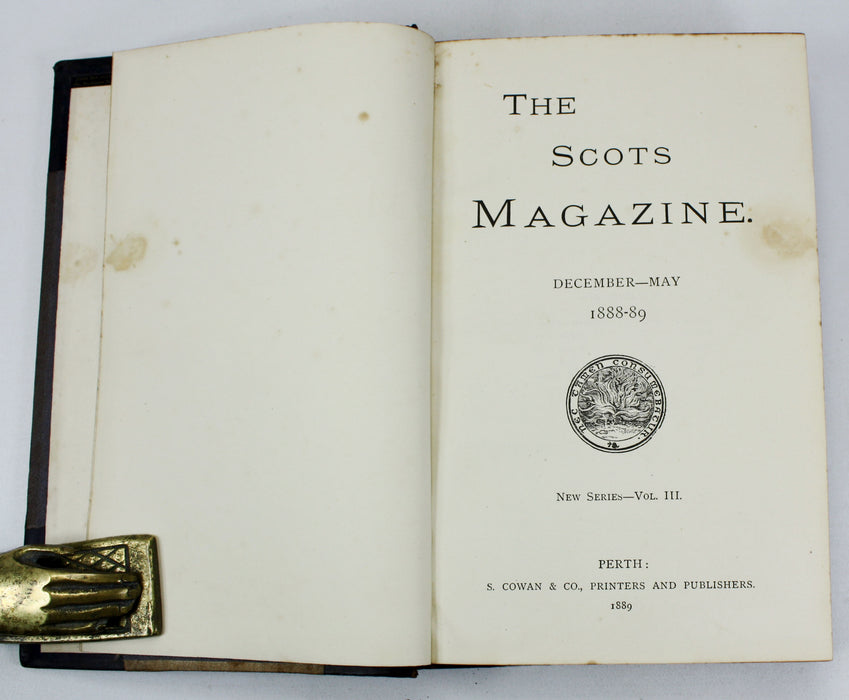 THE
SCOTS
MAGAZINE.
DECEMBER—MAY
1888-89
NEC TAMEN CONSUMEBATUR.
NEW SERIES—VOL. III.
PERTH:
S. COWAN & CO., PRINTERS AND PUBLISHERS.
1889